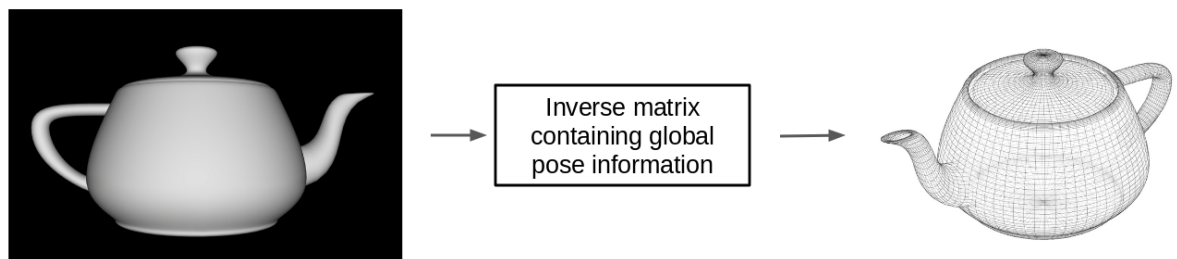 Inverse matrix
containing global
pose information